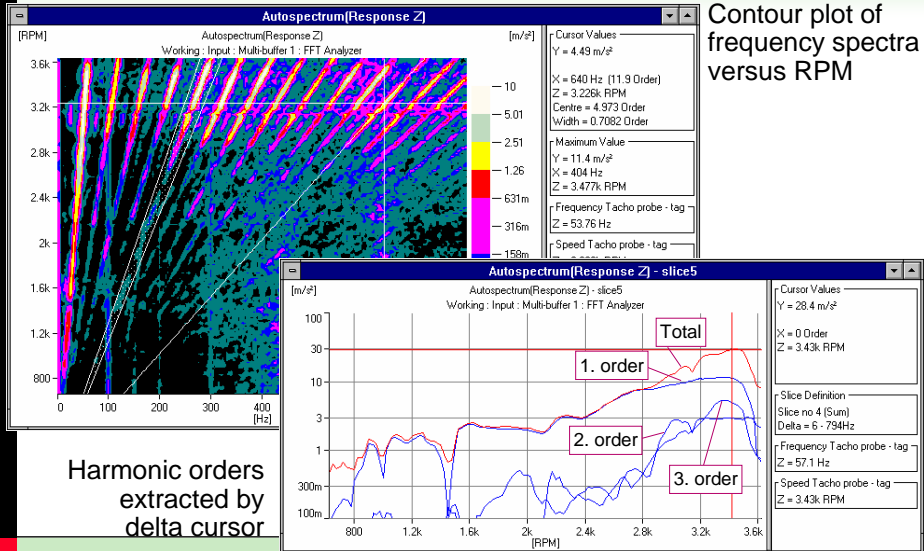 Autospectrum(Response Z)
[RPM]
Autospectrum(Response Z)
Working : Input : Multi-buffer 1 : FFT Analyzer
[m/s²]
3.6k
3.2k
2.8k
2.4k
2k
1.6k
1.2k
800
0 100 200 300 400
[Hz]
10
5.01
2.51
1.26
631m
316m
158m
Cursor Values
Y = 4.49 m/s²
X = 640 Hz (11.9 Order)
Z = 3.226k RPM
Centre = 4.973 Order
Width = 0.7082 Order
Maximum Value
Y = 11.4 m/s²
X = 404 Hz
Z = 3.477k RPM
Frequency Tacho probe - tag
Z = 53.76 Hz
Speed Tacho probe - tag
Contour plot of
frequency spectra
versus RPM
Autospectrum(Response Z) - slice5
[m/s²]
Autospectrum(Response Z) - slice5
Working : Input : Multi-buffer 1 : FFT Analyzer
100
30
10
3
1
300m
100m
800 1.2k 1.6k 2k 2.4k 2.8k 3.2k 3.6k
[RPM]
Total
1. order
2. order
3. order
Cursor Values
Y = 28.4 m/s²
X = 0 Order
Z = 3.43k RPM
Slice Definition
Slice no 4 (Sum)
Delta = 6 - 794Hz
Frequency Tacho probe - tag
Z = 57.1 Hz
Speed Tacho probe - tag
Z = 3.43k RPM
Harmonic orders
extracted by
delta cursor